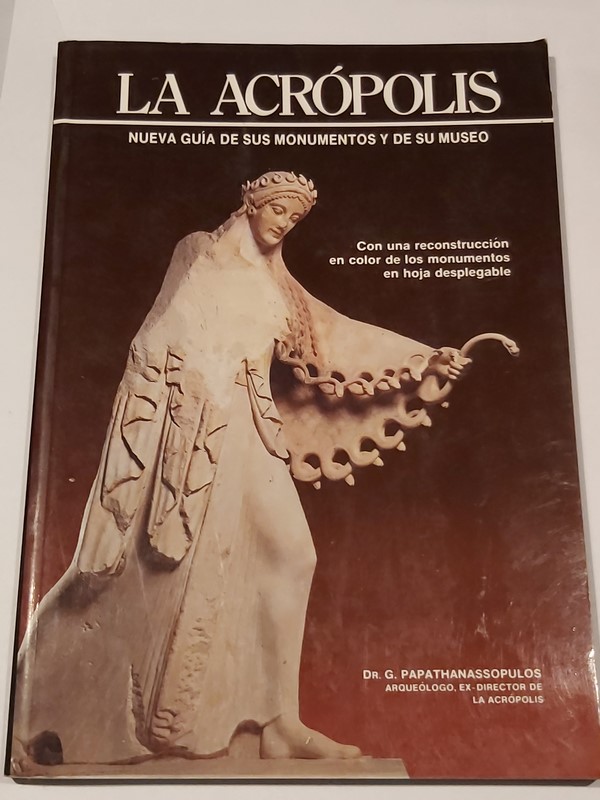 LA ACRÓPOLIS
NUEVA GUÍA DE SUS MONUMENTOS Y DE SU MUSEO
Con una reconstrucción
en color de los monumentos
en hoja desplegable
DR. G. PAPATHANASSOPULOS
ARQUEÓLOGO, EX-DIRECTOR DE
LA ACRÓPOLIS